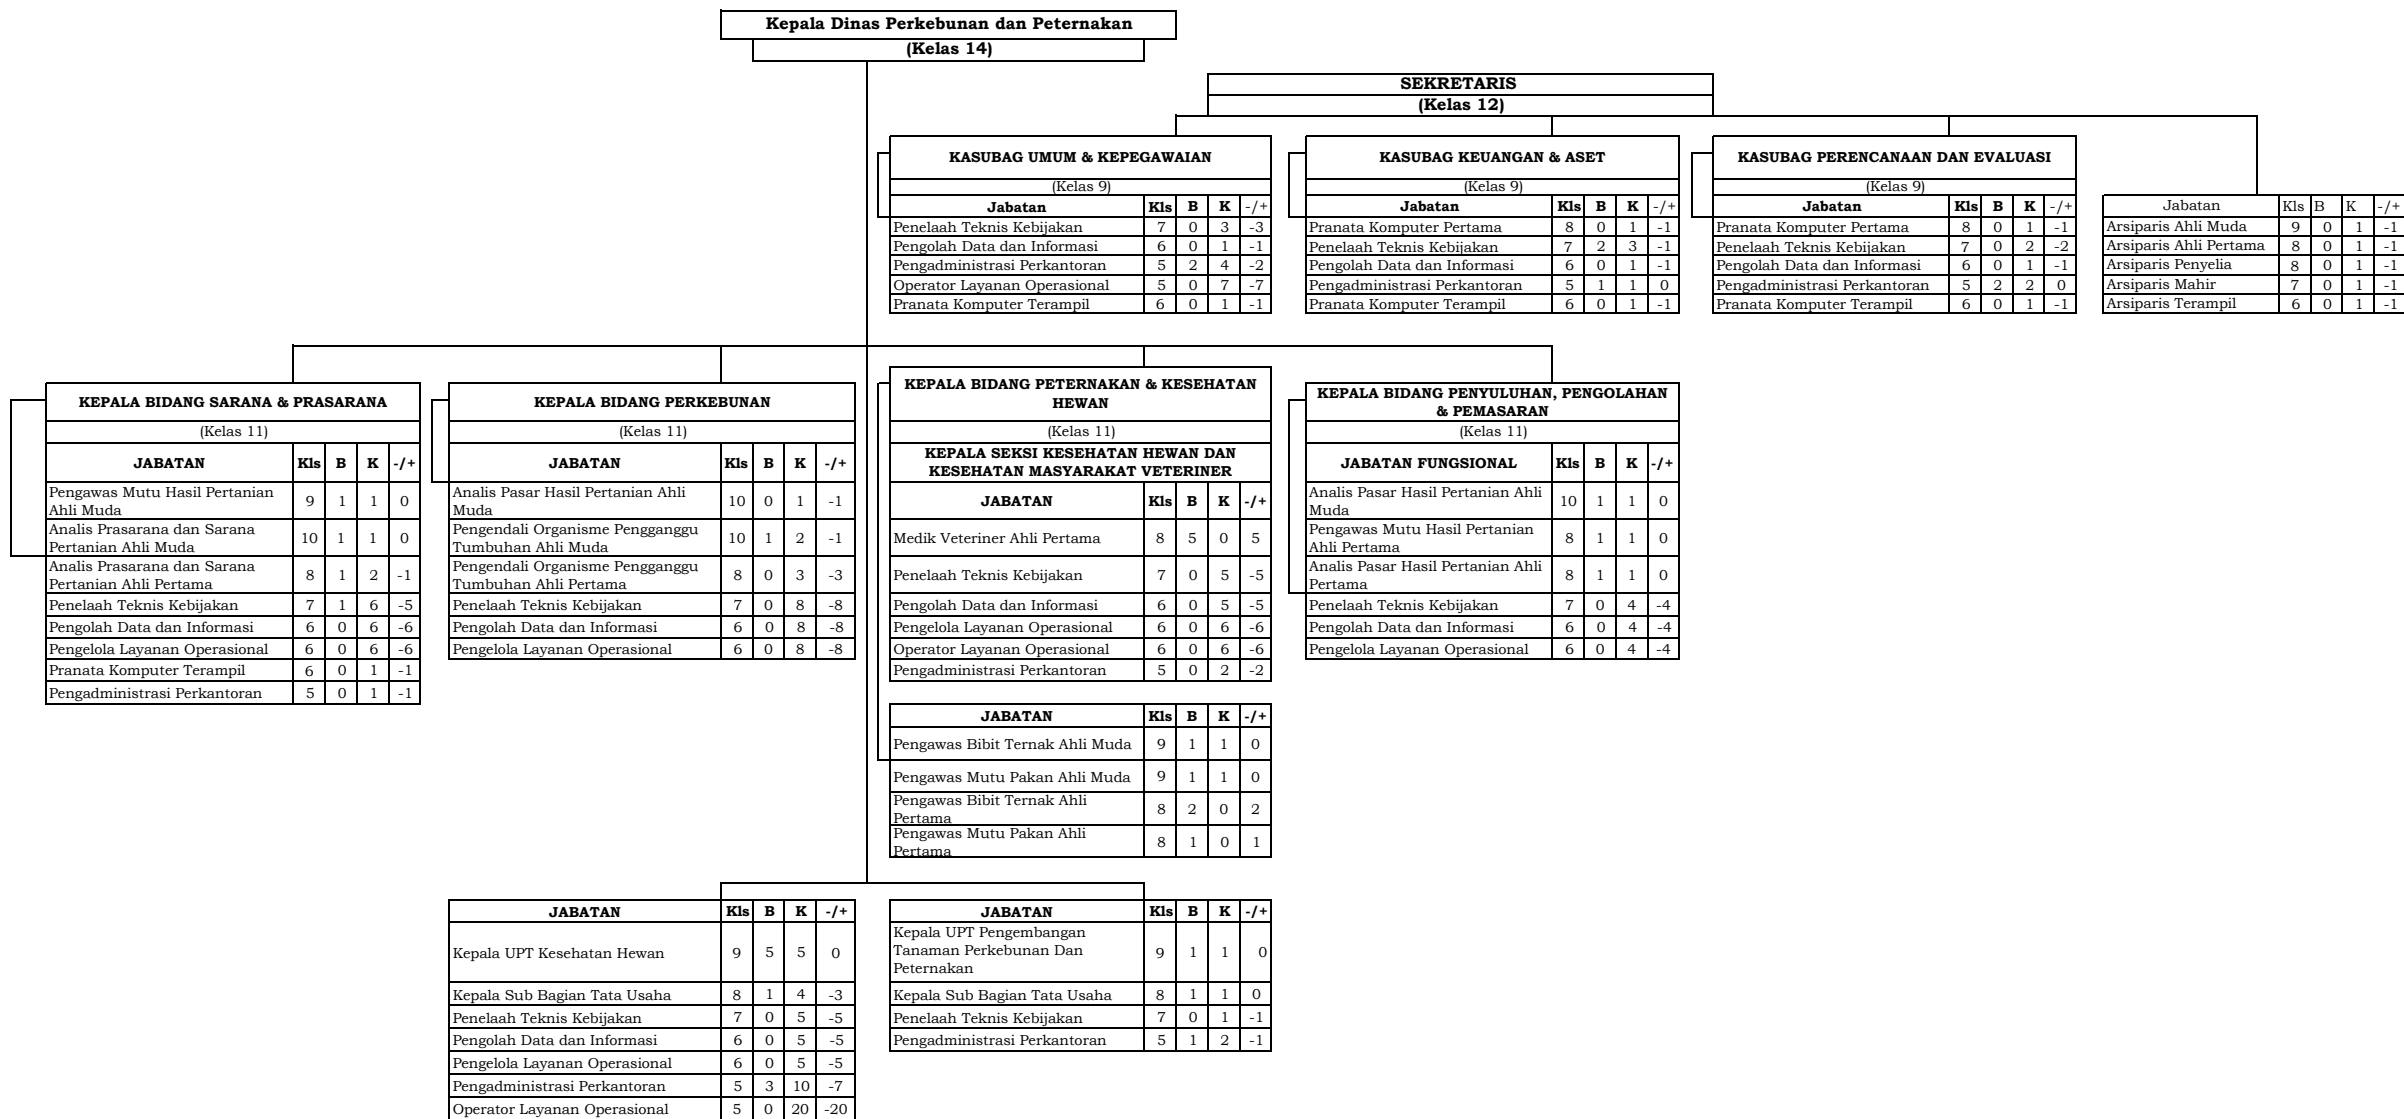 Kepala Dinas Perkebunan dan Peternakan
(Kelas 14)
SEKRETARIS
(Kelas 12)
KASUBAG UMUM & KEPEGAWAIAN
(Kelas 9)
Jabatan Kls B K -/+
Penelaah Teknis Kebijakan 7 0 3 -3
Pengolah Data dan Informasi 6 0 1 -1
Pengadministrasi Perkantoran 5 2 4 -2
Operator Layanan Operasional 5 0 7 -7
Pranata Komputer Terampil 6 0 1 -1
KASUBAG KEUANGAN & ASET
(Kelas 9)
Jabatan Kls B K -/+
Pranata Komputer Pertama 8 0 1 -1
Penelaah Teknis Kebijakan 7 2 3 -1
Pengolah Data dan Informasi 6 0 1 -1
Pengadministrasi Perkantoran 5 1 1 0
Pranata Komputer Terampil 6 0 1 -1
KASUBAG PERENCANAAN DAN EVALUASI
(Kelas 9)
Jabatan Kls B K -/+
Pranata Komputer Pertama 8 0 1 -1
Penelaah Teknis Kebijakan 7 0 2 -2
Pengolah Data dan Informasi 6 0 1 -1
Pengadministrasi Perkantoran 5 2 2 0
Pranata Komputer Terampil 6 0 1 -1
Jabatan Kls B K -/+
Arsiparis Ahli Muda 9 0 1 -1
Arsiparis Ahli Pertama 8 0 1 -1
Arsiparis Penyelia 8 0 1 -1
Arsiparis Mahir 7 0 1 -1
Arsiparis Terampil 6 0 1 -1
KEPALA BIDANG SARANA & PRASARANA
(Kelas 11)
JABATAN Kls B K -/+
Pengawas Mutu Hasil Pertanian
Ahli Muda 9 1 1 0
Analis Prasarana dan Sarana
Pertanian Ahli Muda 10 1 1 0
Analis Prasarana dan Sarana
Pertanian Ahli Pertama 8 1 2 -1
Penelaah Teknis Kebijakan 7 1 6 -5
Pengolah Data dan Informasi 6 0 6 -6
Pengelola Layanan Operasional 6 0 6 -6
Pranata Komputer Terampil 6 0 1 -1
Pengadministrasi Perkantoran 5 0 1 -1
KEPALA BIDANG PERKEBUNAN
(Kelas 11)
JABATAN Kls B K -/+
Analis Pasar Hasil Pertanian Ahli
Muda 10 0 1 -1
Pengendali Organisme Pengganggu
Tumbuhan Ahli Muda 10 1 2 -1
Pengendali Organisme Pengganggu
Tumbuhan Ahli Pertama 8 0 3 -3
Penelaah Teknis Kebijakan 7 0 8 -8
Pengolah Data dan Informasi 6 0 8 -8
Pengelola Layanan Operasional 6 0 8 -8
KEPALA BIDANG PETERNAKAN & KESEHATAN
HEWAN
(Kelas 11)
KEPALA SEKSI KESEHATAN HEWAN DAN
KESEHATAN MASYARAKAT VETERINER
JABATAN Kls B K -/+
Medik Veteriner Ahli Pertama 8 5 0 5
Penelaah Teknis Kebijakan 7 0 5 -5
Pengolah Data dan Informasi 6 0 5 -5
Pengelola Layanan Operasional 6 0 6 -6
Operator Layanan Operasional 6 0 6 -6
Pengadministrasi Perkantoran 5 0 2 -2
JABATAN Kls B K -/+
Pengawas Bibit Ternak Ahli Muda 9 1 1 0
Pengawas Mutu Pakan Ahli Muda 9 1 1 0
Pengawas Bibit Ternak Ahli
Pertama 8 2 0 2
Pengawas Mutu Pakan Ahli
Pertama 8 1 0 1
KEPALA BIDANG PENYULUHAN, PENGOLAHAN
& PEMASARAN
(Kelas 11)
JABATAN FUNGSIONAL Kls B K -/+
Analis Pasar Hasil Pertanian Ahli
Muda 10 1 1 0
Pengawas Mutu Hasil Pertanian
Ahli Pertama 8 1 1 0
Analis Pasar Hasil Pertanian Ahli
Pertama 8 1 1 0
Penelaah Teknis Kebijakan 7 0 4 -4
Pengolah Data dan Informasi 6 0 4 -4
Pengelola Layanan Operasional 6 0 4 -4
JABATAN Kls B K -/+
Kepala UPT Kesehatan Hewan 9 5 5 0
Kepala Sub Bagian Tata Usaha 8 1 4 -3
Penelaah Teknis Kebijakan 7 0 5 -5
Pengolah Data dan Informasi 6 0 5 -5
Pengelola Layanan Operasional 6 0 5 -5
Pengadministrasi Perkantoran 5 3 10 -7
Operator Layanan Operasional 5 0 20 -20
JABATAN Kls B K -/+
Kepala UPT Pengembangan
Tanaman Perkebunan Dan
Peternakan 9 1 1 0
Kepala Sub Bagian Tata Usaha 8 1 1 0
Penelaah Teknis Kebijakan 7 0 1 -1
Pengadministrasi Perkantoran 5 1 2 -1